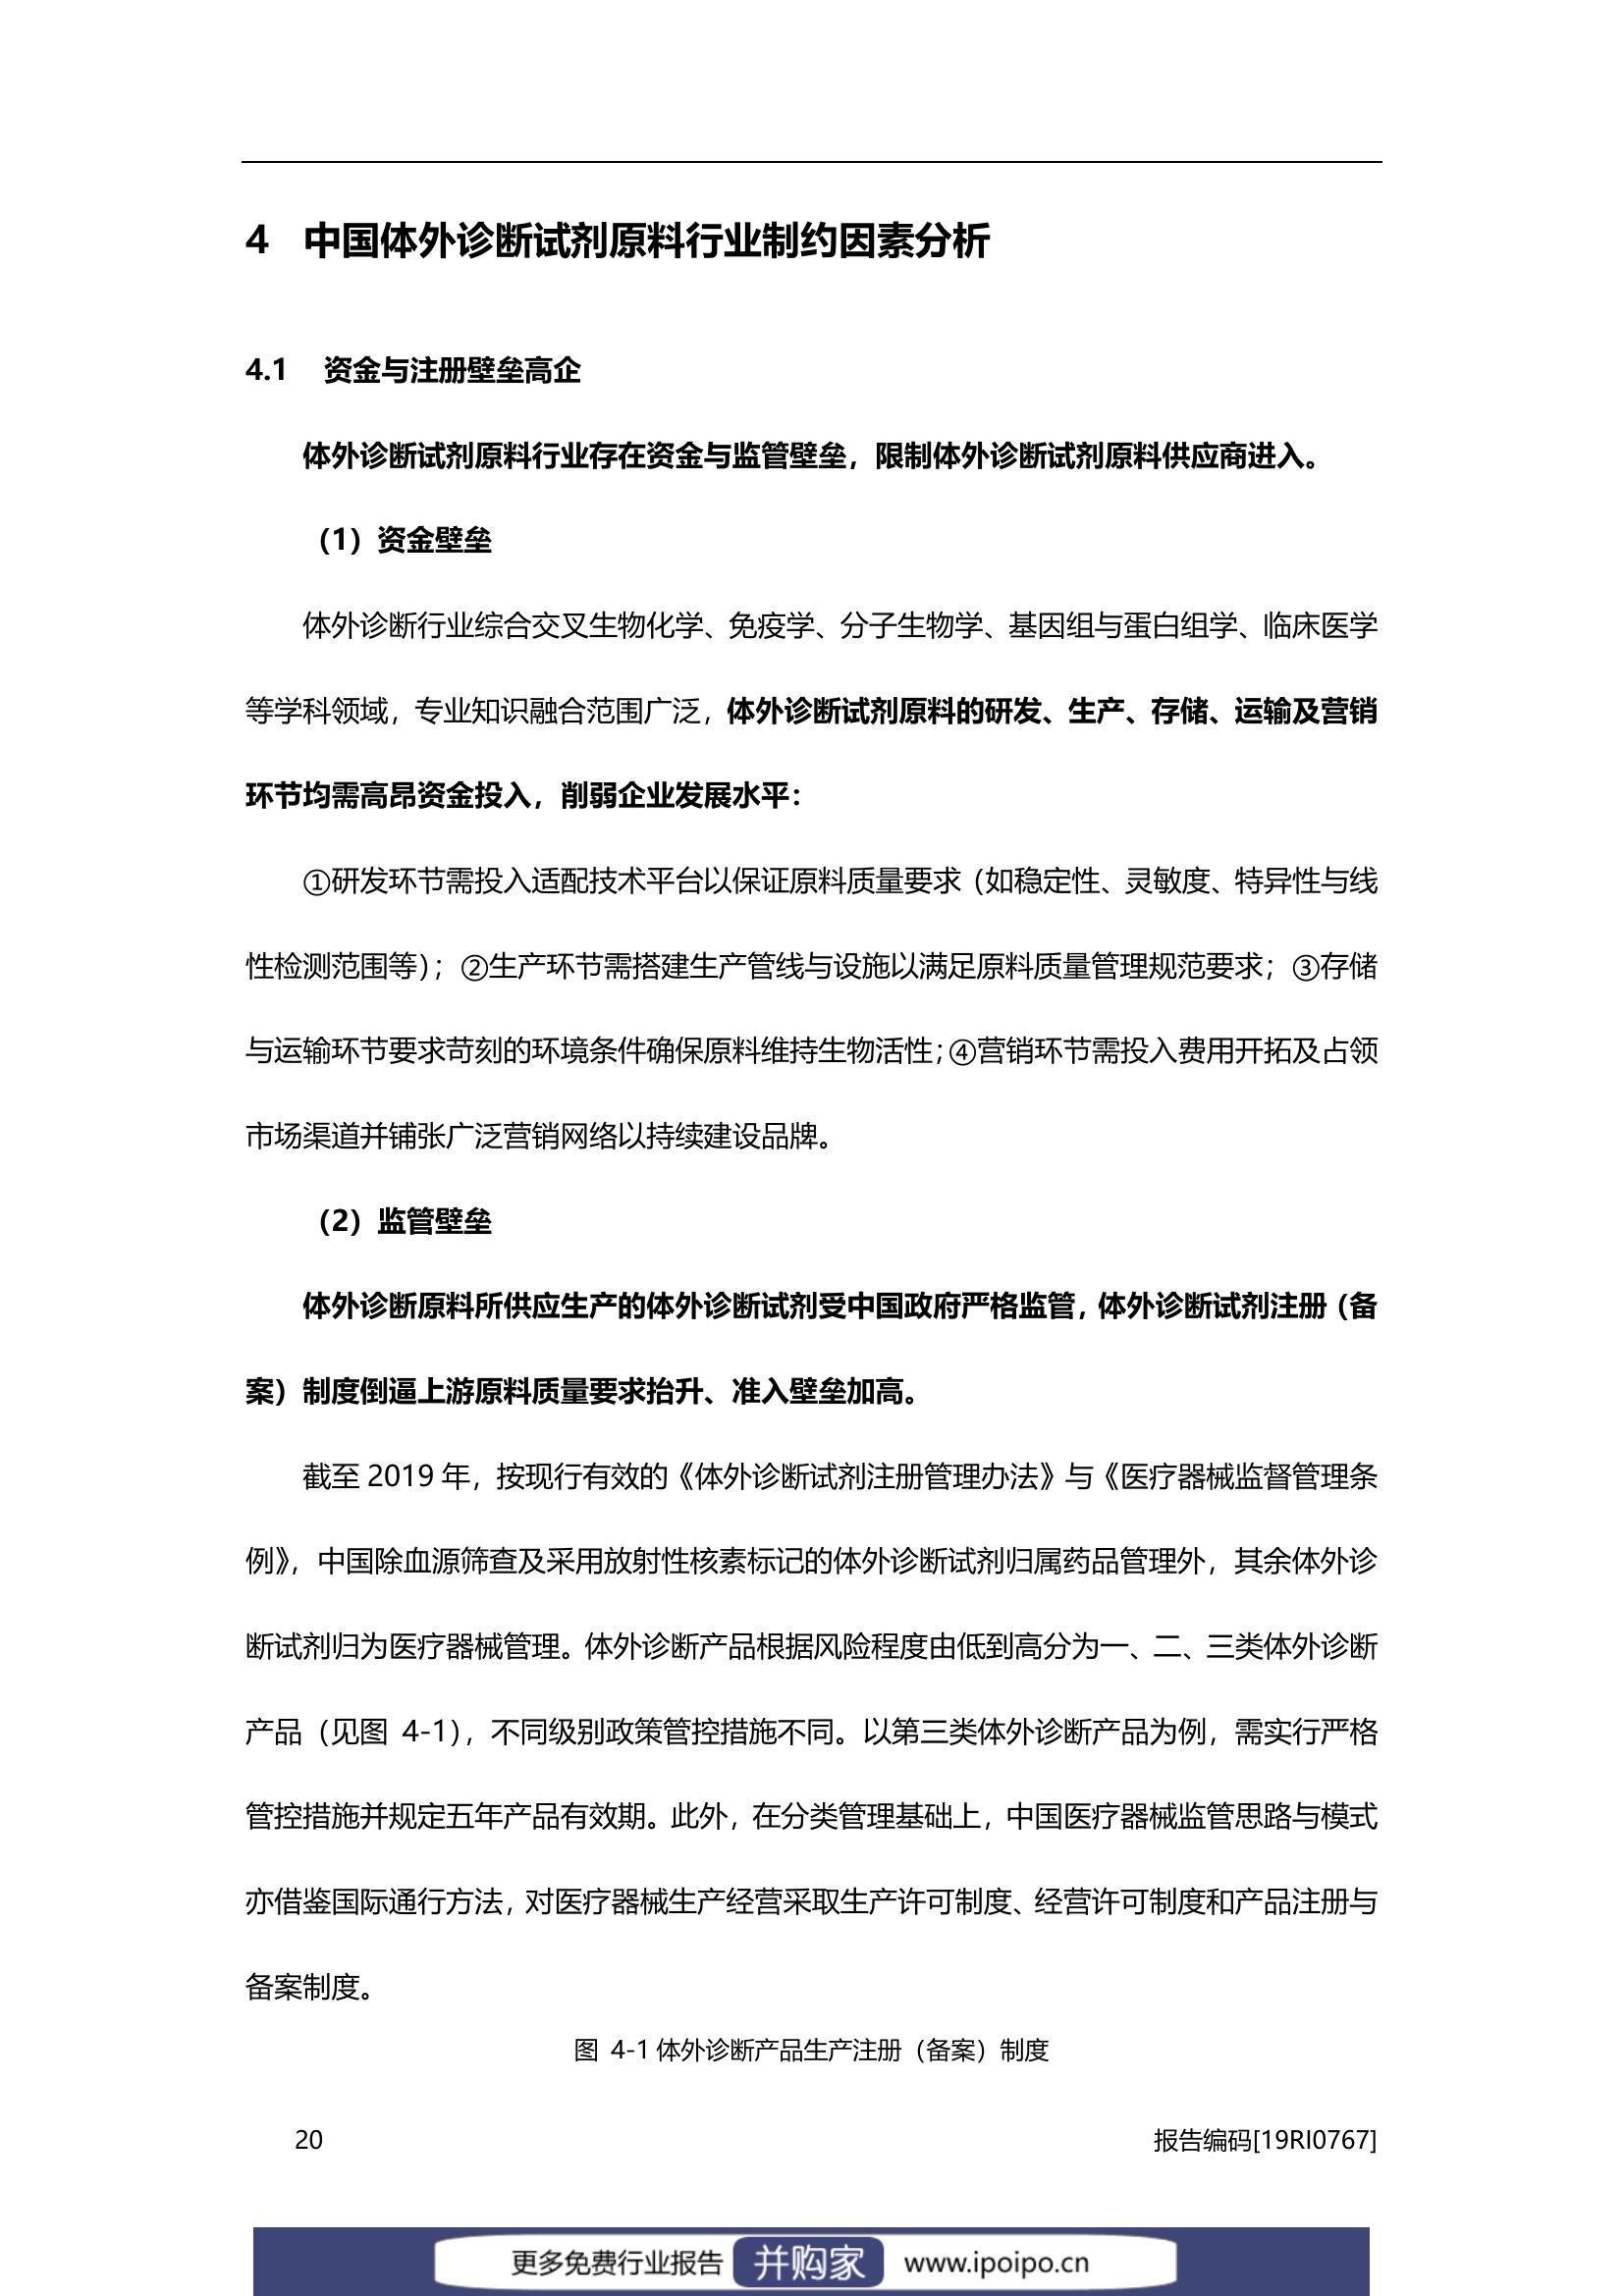 4 中国体外诊断试剂原料行业制约因素分析
4.1 资金与注册壁垒高企
体外诊断试剂原料行业存在资金与监管壁垒，限制体外诊断试剂原料供应商进入。
（1）资金壁垒
体外诊断行业综合交叉生物化学、免疫学、分子生物学、基因组与蛋白组学、临床医学
等学科领域，专业知识融合范围广泛，体外诊断试剂原料的研发、生产、存储、运输及营销
环节均需高昂资金投入，削弱企业发展水平：
①研发环节需投入适配技术平台以保证原料质量要求（如稳定性、灵敏度、特异性与线
性检测范围等）；②生产环节需搭建生产管线与设施以满足原料质量管理规范要求；③存储
与运输环节要求苛刻的环境条件确保原料维持生物活性；④营销环节需投入费用开拓及占领
市场渠道并铺张广泛营销网络以持续建设品牌。
（2）监管壁垒
体外诊断原料所供应生产的体外诊断试剂受中国政府严格监管，体外诊断试剂注册（备
案）制度倒逼上游原料质量要求抬升、准入壁垒加高。
截至 2019 年，按现行有效的《体外诊断试剂注册管理办法》与《医疗器械监督管理条
例》，中国除血源筛查及采用放射性核素标记的体外诊断试剂归属药品管理外，其余体外诊
断试剂归为医疗器械管理。体外诊断产品根据风险程度由低到高分为一、二、三类体外诊断
产品（见图 4-1），不同级别政策管控措施不同。以第三类体外诊断产品为例，需实行严格
管控措施并规定五年产品有效期。此外，在分类管理基础上，中国医疗器械监管思路与模式
亦借鉴国际通行方法，对医疗器械生产经营采取生产许可制度、经营许可制度和产品注册与
备案制度。
图 4-1 体外诊断产品生产注册（备案）制度
20 报告编码[19RI0767]
更多免费行业报告 并购家 www.ipoipo.cn